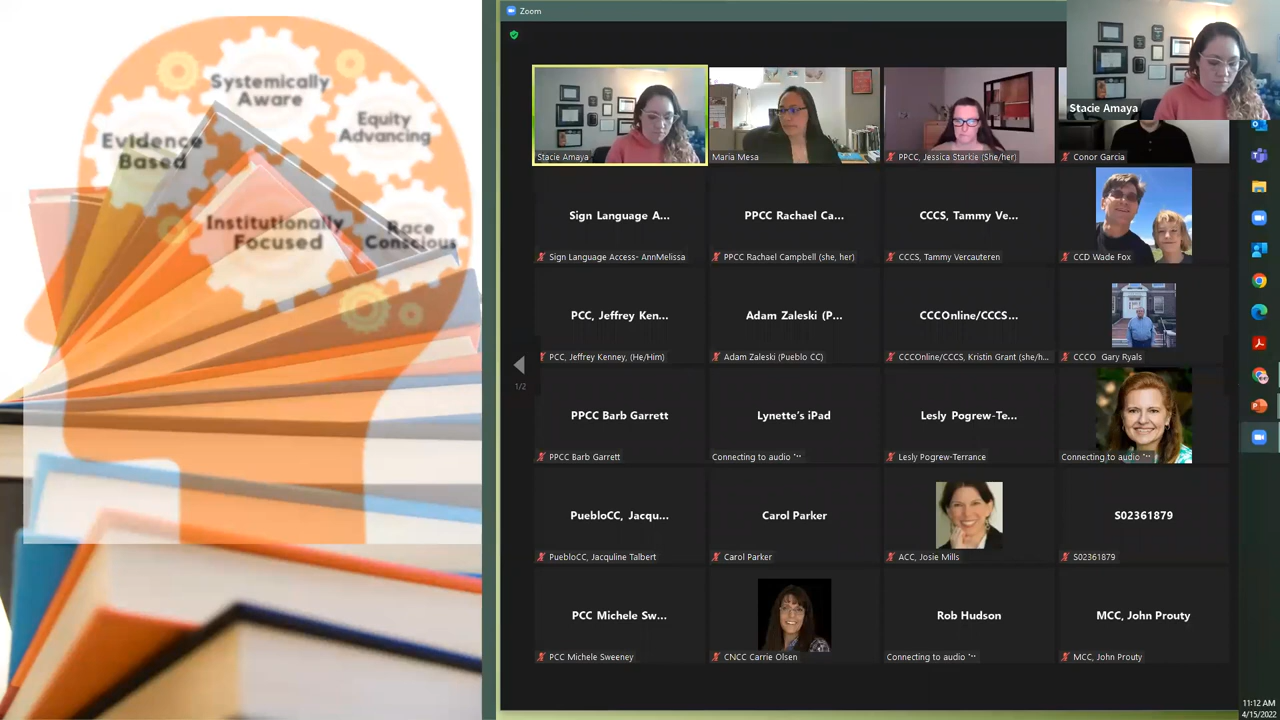 Systemically
Aware
Equity
Advancing
Evidence
Based
Institutionally
Focused
Race
Conscious
Zoom
Stacie Amaya
Stacie Amaya
Maria Mesa
PPCC, Jessica Starkie (She/her)
Conor Garcia
Sign Language A...
PPCC Rachael Ca...
CCCS, Tammy Ve...
Sign Language Access- AnnMelissa
PPCC Rachael Campbell (she, her)
CCCS, Tammy Vercauteren
CCD Wade Fox
PCC, Jeffrey Ken...
Adam Zaleski (P...
CCCOnline/CCCS...
PCC, Jeffrey Kenney, (He/Him)
Adam Zaleski (Pueblo CC)
CCCOnline/CCCS, Kristin Grant (she/h...
CCCO Gary Ryals
1/2
PPCC Barb Garrett
Lynette's iPad
Lesly Pogrew-Te...
PPCC Barb Garrett
Connecting to audio
Lesly Pogrew-Terrance
Connecting to audio
PuebloCC, Jacqu...
Carol Parker
S02361879
PuebloCC, Jacquline Talbert
Carol Parker
ACC, Josie Mills
S02361879
PCC Michele Sw...
Rob Hudson
MCC, John Prouty
PCC Michele Sweeney
CNCC Carrie Olsen
Connecting to audio
MCC, John Prouty
11:12 AM
4/15/2022